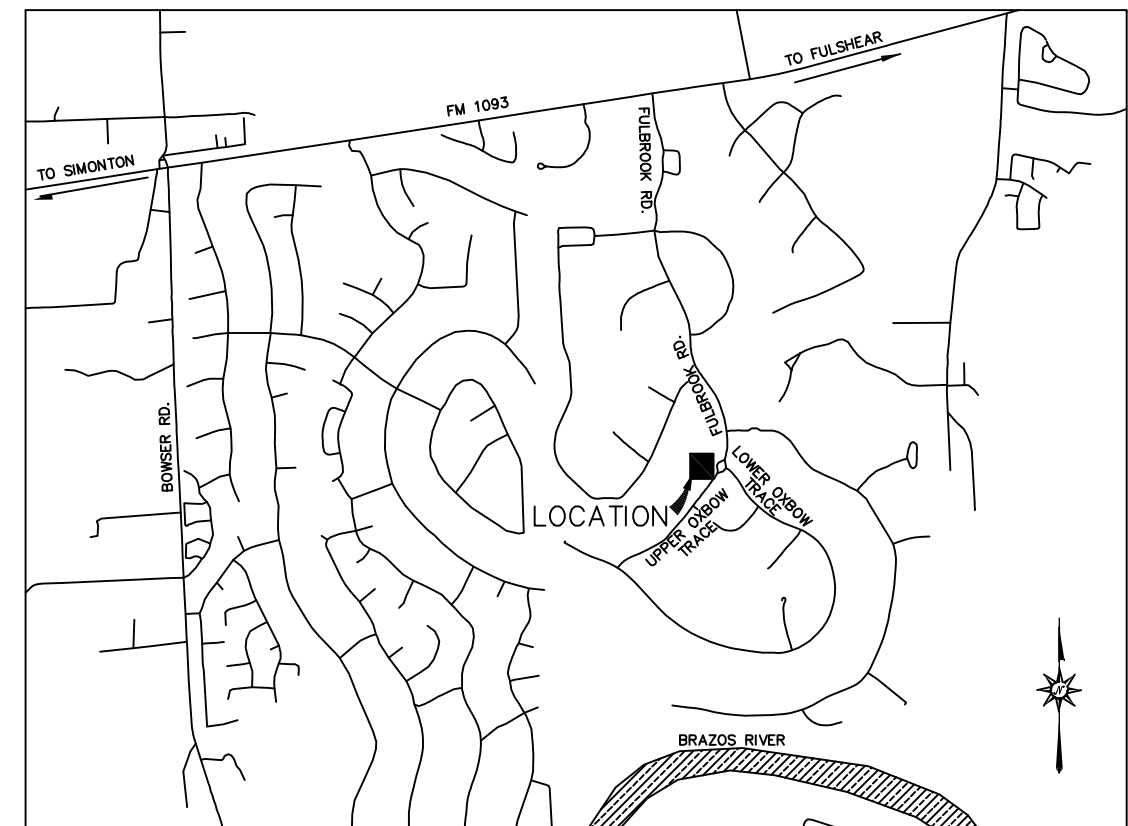 TO FULSHEAR
FM 1093
FULBROOK RD.
TO SIMONTON
FULBROOK RD.
BOWSER RD.
LOWER OXBOW
TRACE
LOCATION
UPPER OXBOW
TRACE
N
BRAZOS RIVER